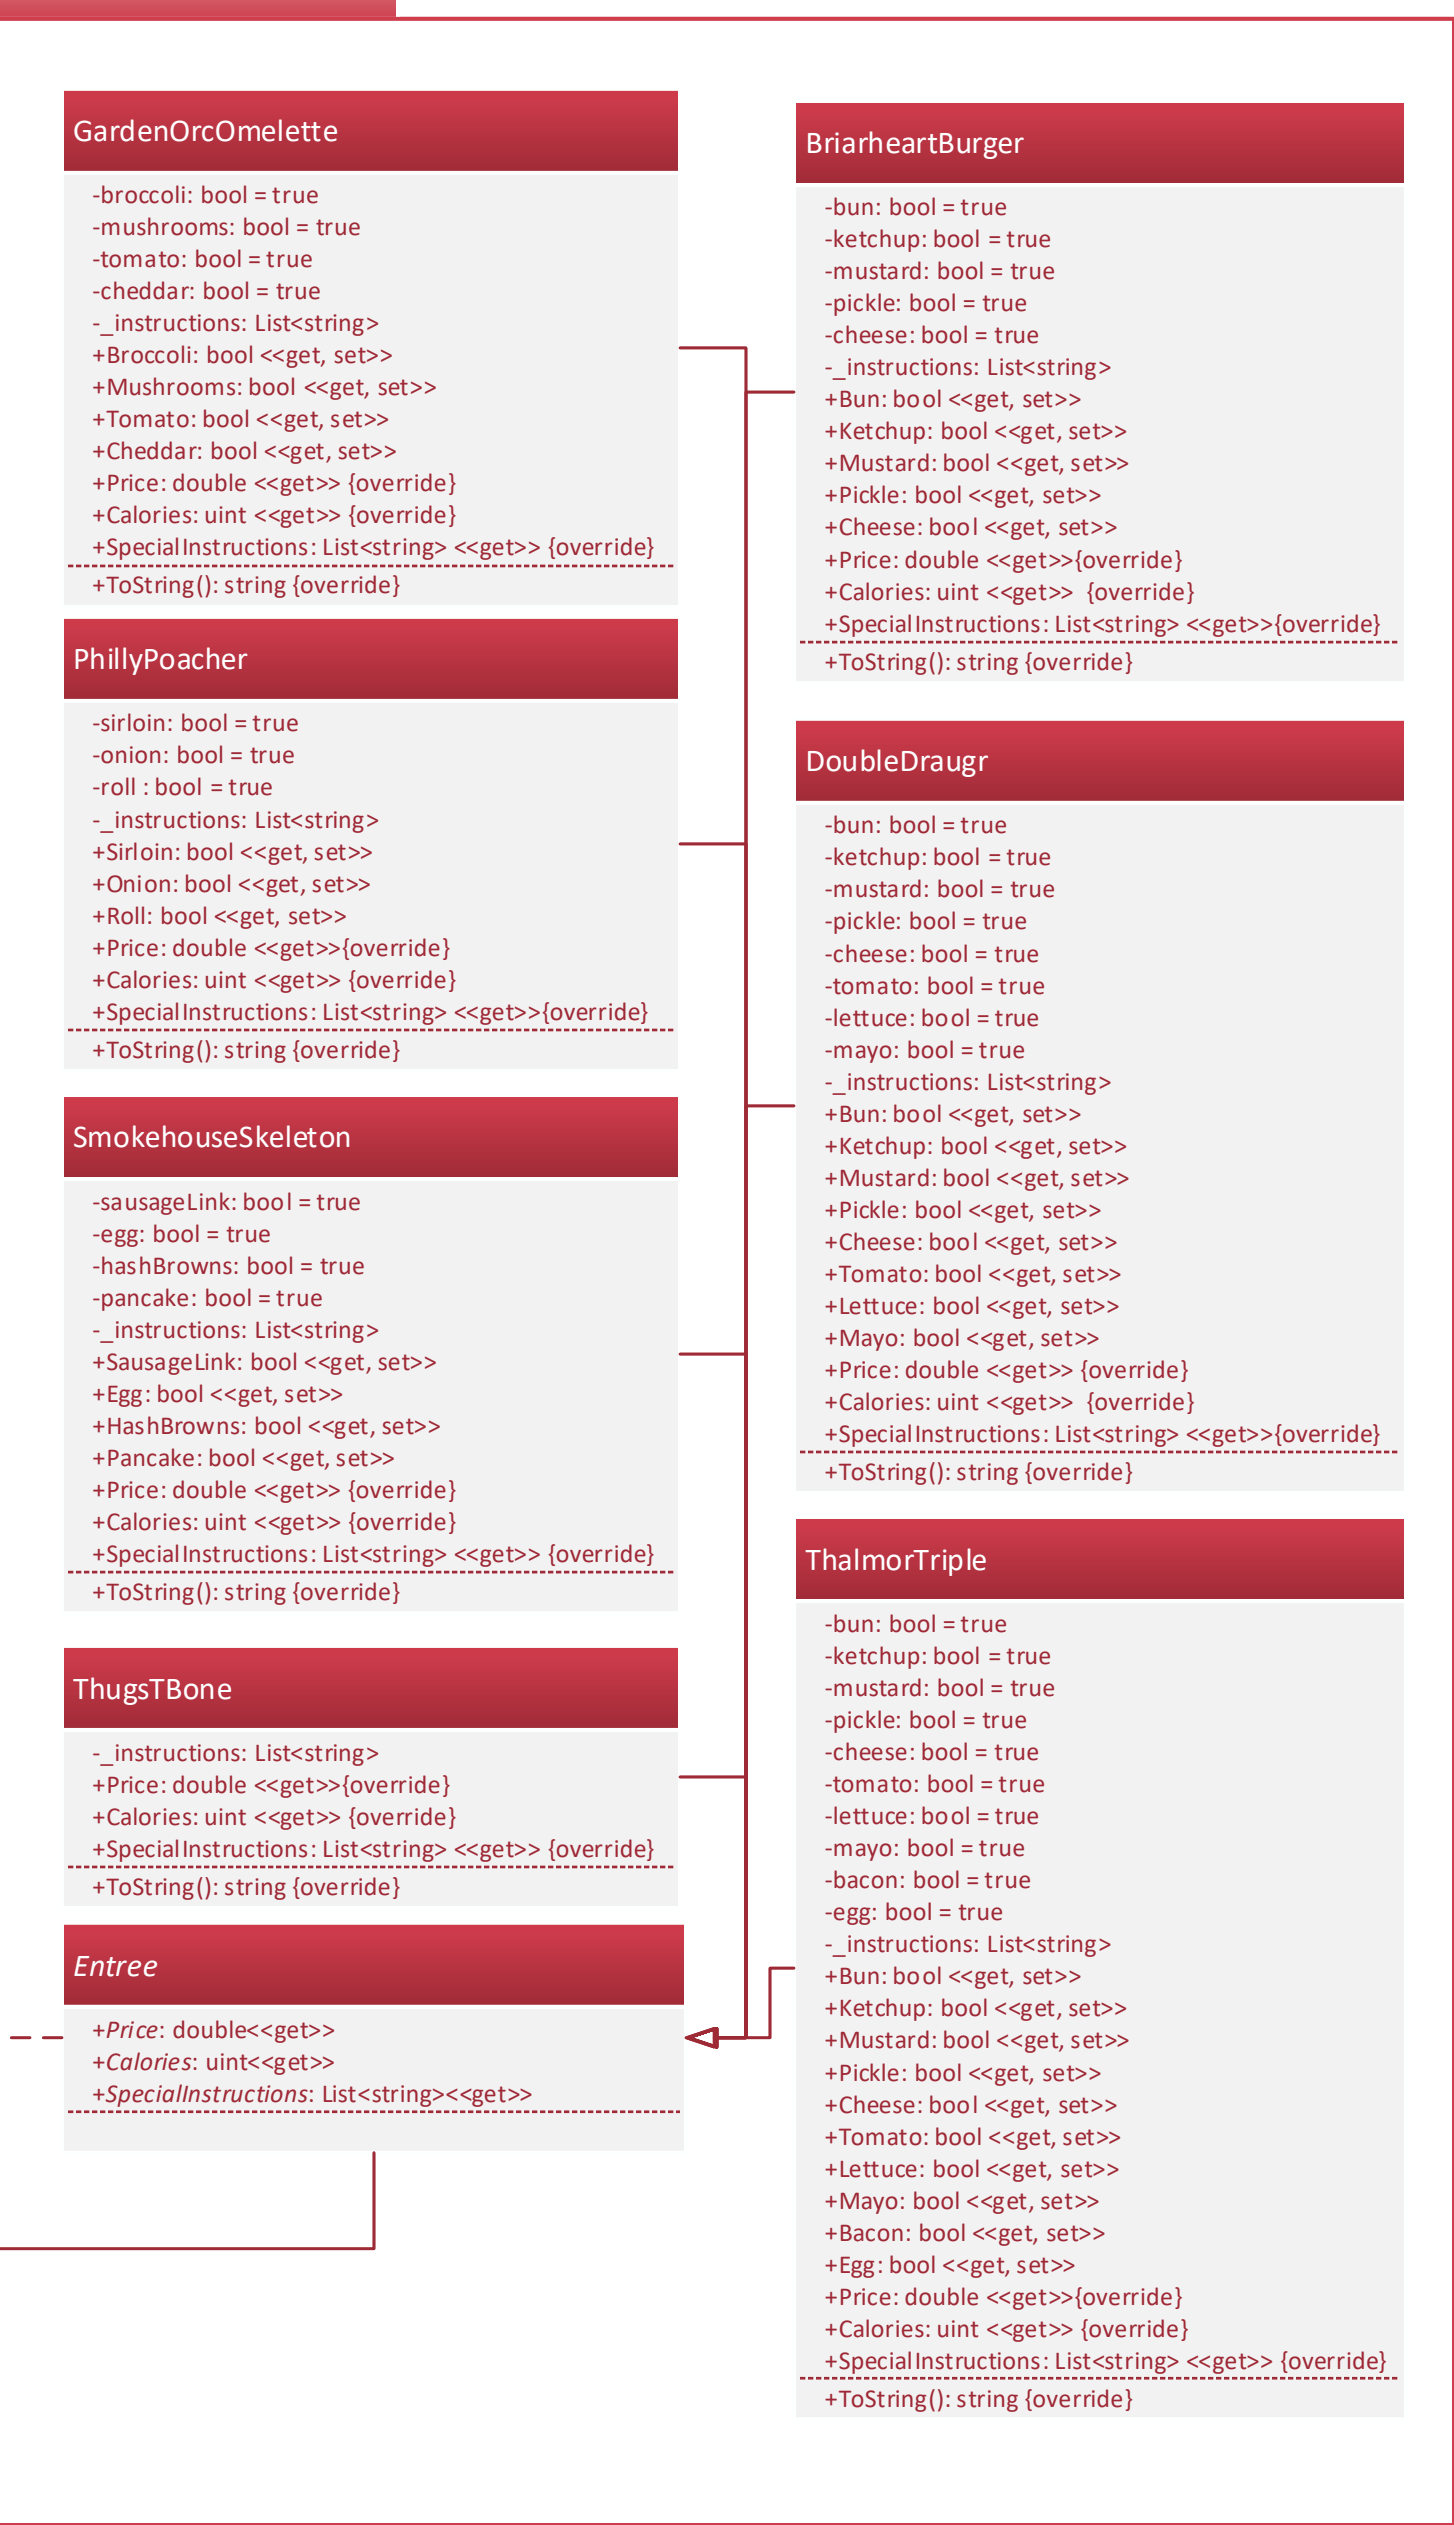 GardenOrcOmelette
-broccoli: bool = true
-mushrooms: bool = true
-tomato: bool = true
-cheddar: bool = true
-_instructions: List<string>
+Broccoli: bool <<get, set>>
+Mushrooms: bool <<get, set>>
+Tomato: bool <<get, set>>
+Cheddar: bool <<get, set>>
+Price: double <<get>> {override}
+Calories: uint <<get>> {override}
+SpecialInstructions: List<string> <<get>> {override}
+ToString(): string {override}
PhillyPoacher
-sirloin: bool = true
-onion: bool = true
-roll : bool = true
-_instructions: List<string>
+Sirloin: bool <<get, set>>
+Onion: bool <<get, set>>
+Roll: bool <<get, set>>
+Price: double <<get>>{override}
+Calories: uint <<get>> {override}
+SpecialInstructions: List<string> <<get>>{override}
+ToString(): string {override}
SmokehouseSkeleton
-sausageLink: bool = true
-egg: bool = true
-hashBrowns: bool = true
-pancake: bool = true
-_instructions: List<string>
+SausageLink: bool <<get, set>>
+Egg: bool <<get, set>>
+HashBrowns: bool <<get, set>>
+Pancake: bool <<get, set>>
+Price: double <<get>> {override}
+Calories: uint <<get>> {override}
+SpecialInstructions: List<string> <<get>> {override}
+ToString(): string {override}
ThugsTBone
-_instructions: List<string>
+Price: double <<get>>{override}
+Calories: uint <<get>> {override}
+SpecialInstructions: List<string> <<get>> {override}
+ToString(): string {override}
Entree
+Price: double<<get>>
+Calories: uint<<get>>
+SpecialInstructions: List<string><<get>>
BriarheartBurger
-bun: bool = true
-ketchup: bool = true
-mustard: bool = true
-pickle: bool = true
-cheese: bool = true
-_instructions: List<string>
+Bun: bool <<get, set>>
+Ketchup: bool <<get, set>>
+Mustard: bool <<get, set>>
+Pickle: bool <<get, set>>
+Cheese: bool <<get, set>>
+Price: double <<get>>{override}
+Calories: uint <<get>>  {override}
+SpecialInstructions: List<string> <<get>>{override}
+ToString(): string {override}
DoubleDraugr
-bun: bool = true
-ketchup: bool = true
-mustard: bool = true
-pickle: bool = true
-cheese: bool = true
-tomato: bool = true
-lettuce: bool = true
-mayo: bool = true
-_instructions: List<string>
+Bun: bool <<get, set>>
+Ketchup: bool <<get, set>>
+Mustard: bool <<get, set>>
+Pickle: bool <<get, set>>
+Cheese: bool <<get, set>>
+Tomato: bool <<get, set>>
+Lettuce: bool <<get, set>>
+Mayo: bool <<get, set>>
+Price: double <<get>> {override}
+Calories: uint <<get>>  {override}
+SpecialInstructions: List<string> <<get>>{override}
+ToString(): string {override}
ThalmorTriple
-bun: bool = true
-ketchup: bool = true
-mustard: bool = true
-pickle: bool = true
-cheese: bool = true
-tomato: bool = true
-lettuce: bool = true
-mayo: bool = true
-bacon: bool = true
-egg: bool = true
-_instructions: List<string>
+Bun: bool <<get, set>>
+Ketchup: bool <<get, set>>
+Mustard: bool <<get, set>>
+Pickle: bool <<get, set>>
+Cheese: bool <<get, set>>
+Tomato: bool <<get, set>>
+Lettuce: bool <<get, set>>
+Mayo: bool <<get, set>>
+Bacon: bool <<get, set>>
+Egg: bool <<get, set>>
+Price: double <<get>>{override}
+Calories: uint <<get>> {override}
+SpecialInstructions: List<string> <<get>> {override}
+ToString(): string {override}